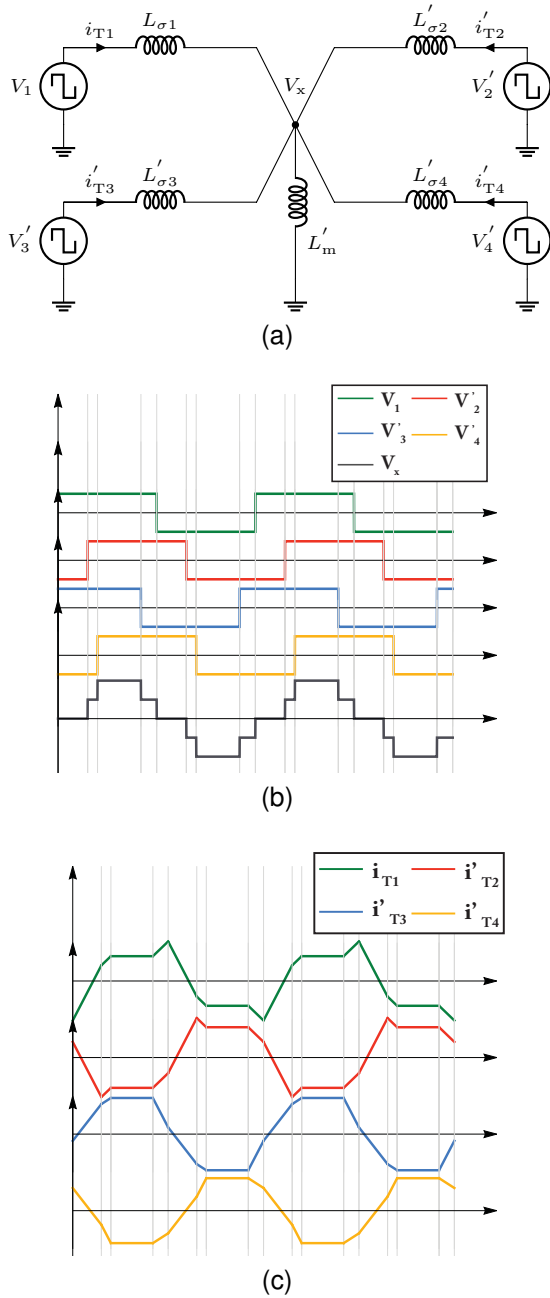 i_T1 L_σ1 L'_σ2 i'_T2
V_1 V_x V'_2
i'_T3 L'_σ3 L'_σ4 i'_T4
V'_3 L'_m V'_4
(a)
V_1 V'_2
V'_3 V'_4
V_x
(b)
i_T1 i'_T2
i'_T3 i'_T4
(c)